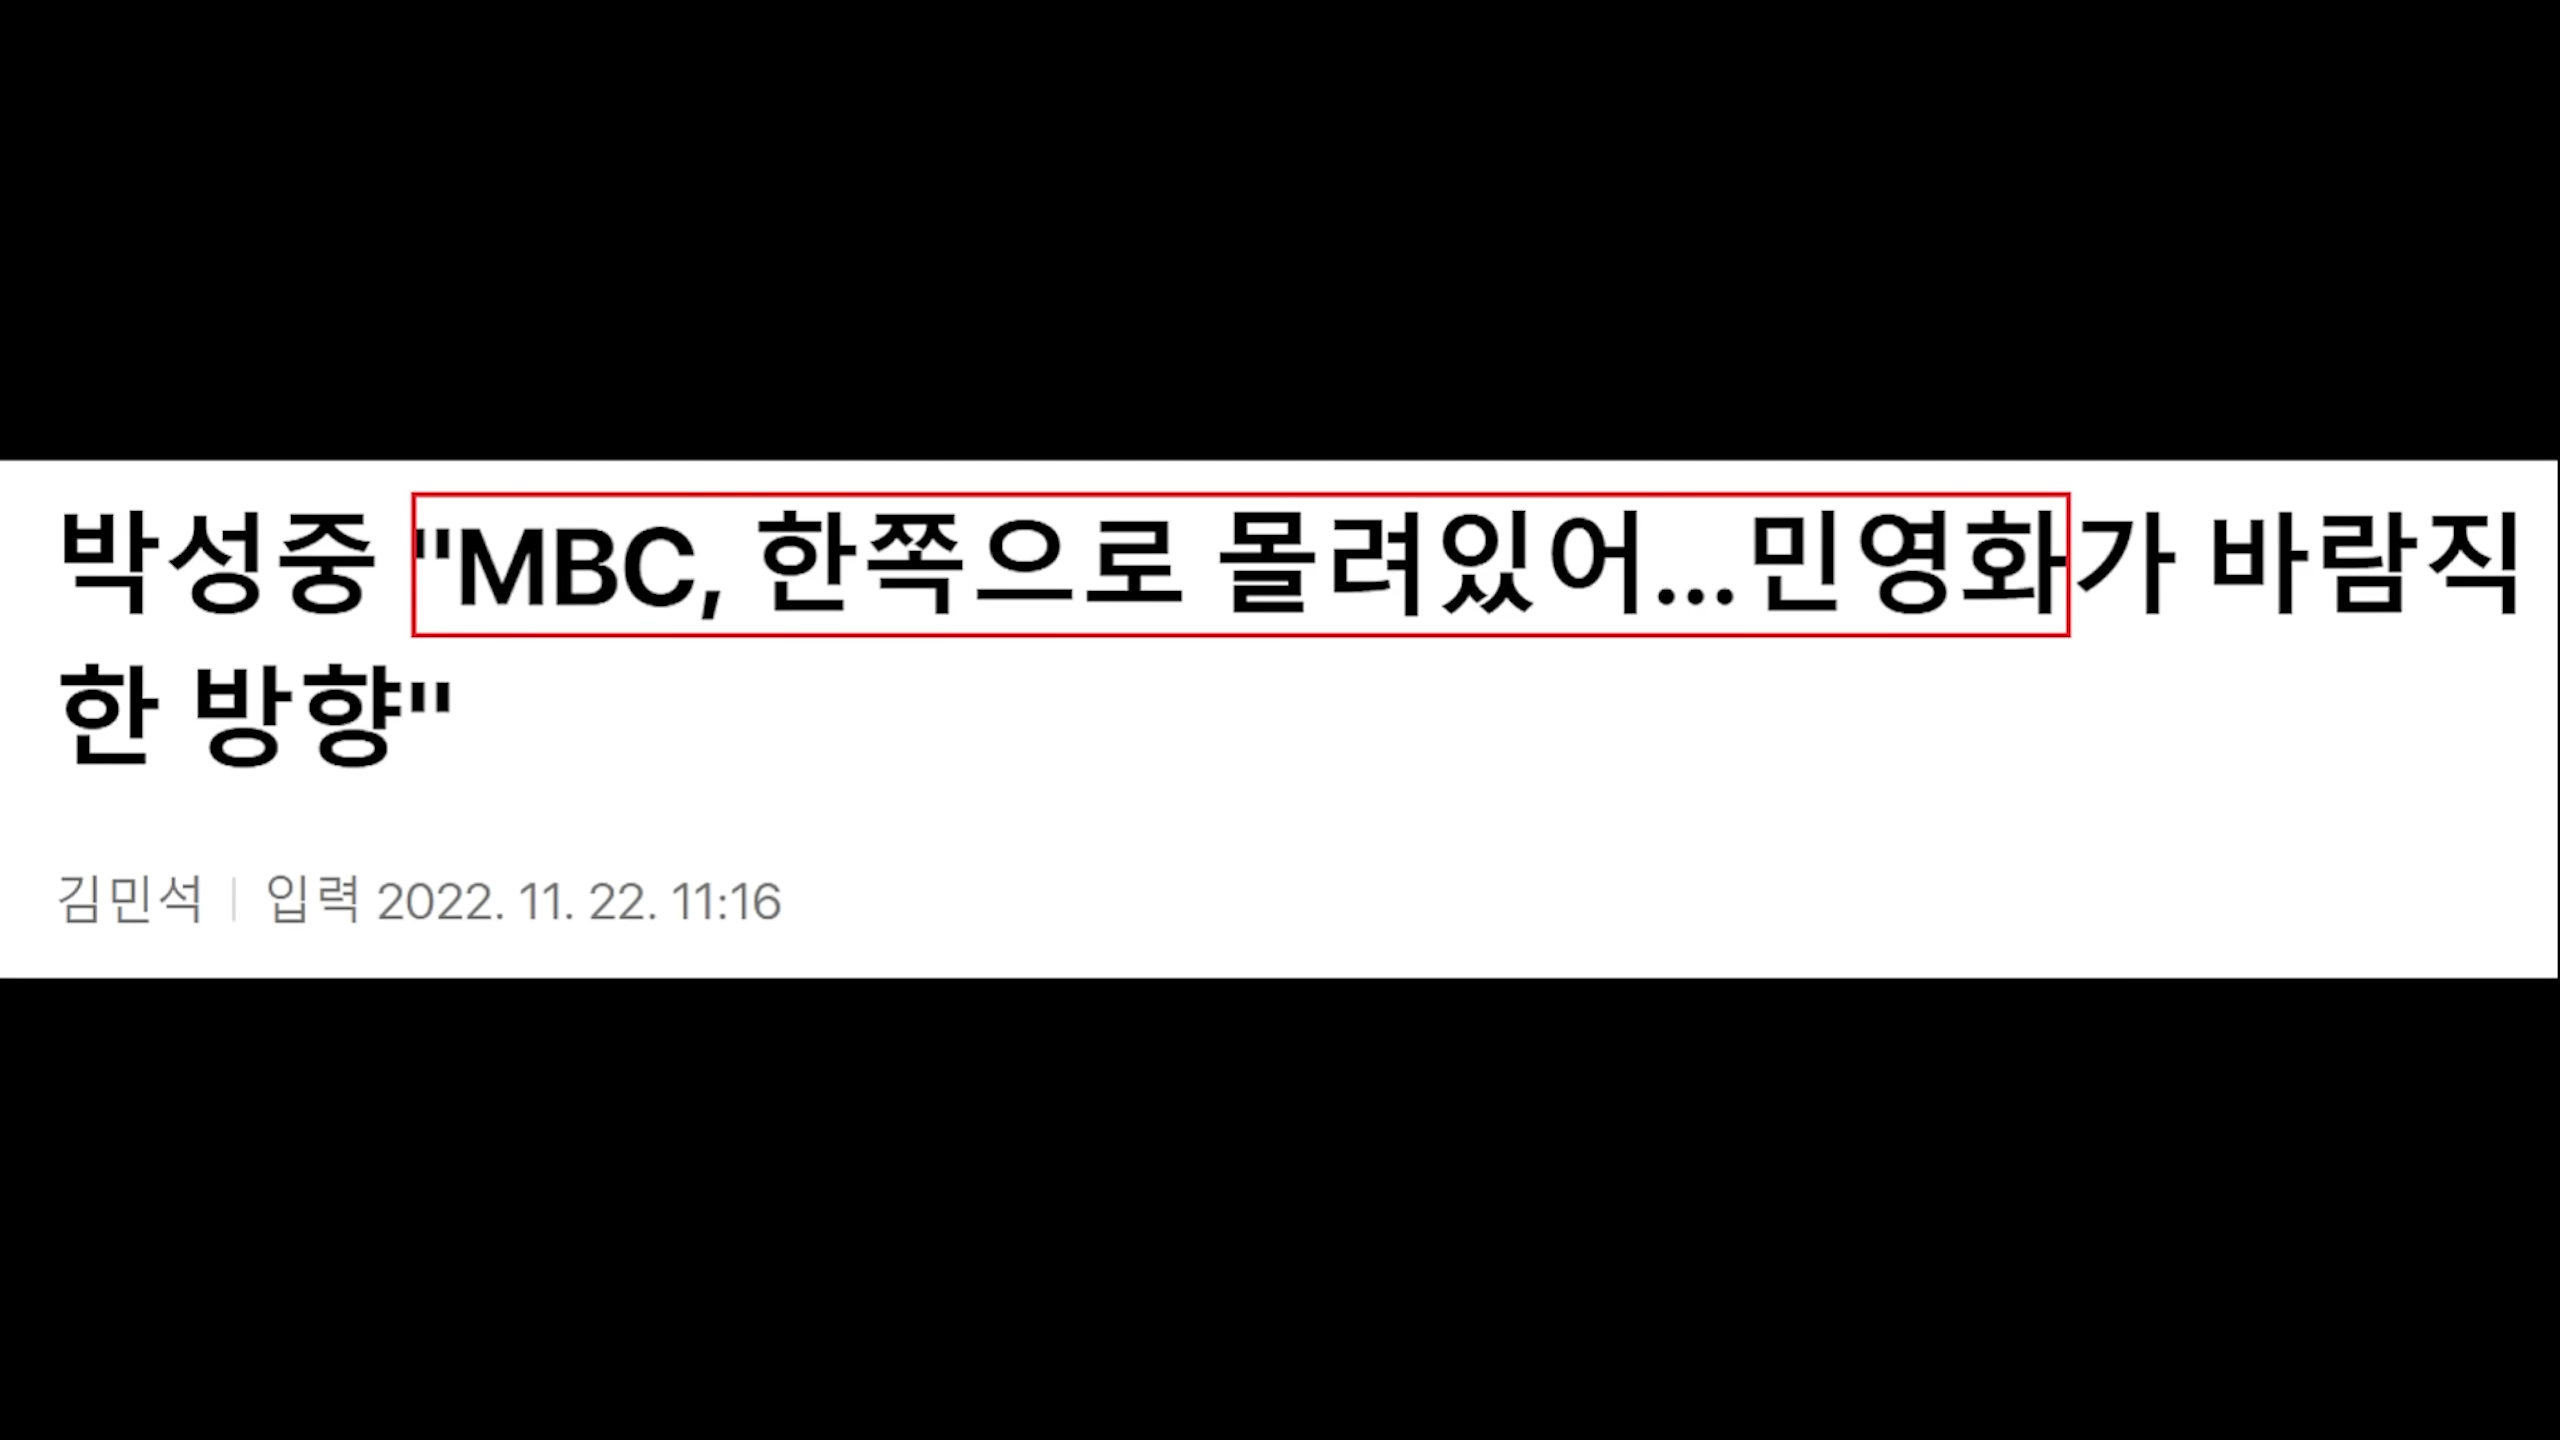 박성중 "MBC, 한쪽으로 몰려있어...민영화가 바람직
한 방향"
김민석 | 입력 2022. 11. 22. 11:16